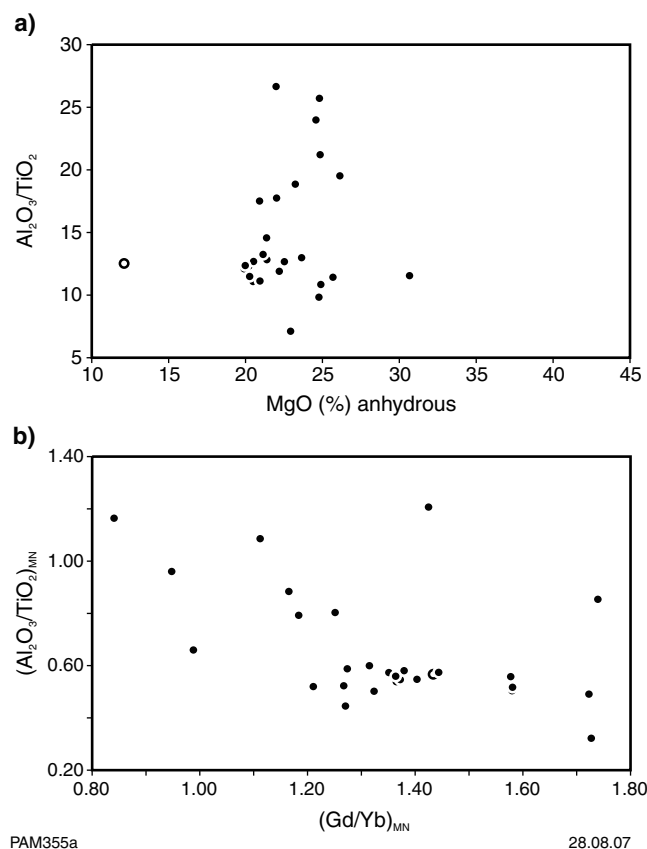 a)
30
25
20
15
10
5
Al₂O₃/TiO₂
10 15 20 25 30 35 40 45
MgO (%) anhydrous
b)
1.40
1.00
0.60
0.20
(Al₂O₃/TiO₂)MN
0.80 1.00 1.20 1.40 1.60 1.80
(Gd/Yb)MN
PAM355a 28.08.07